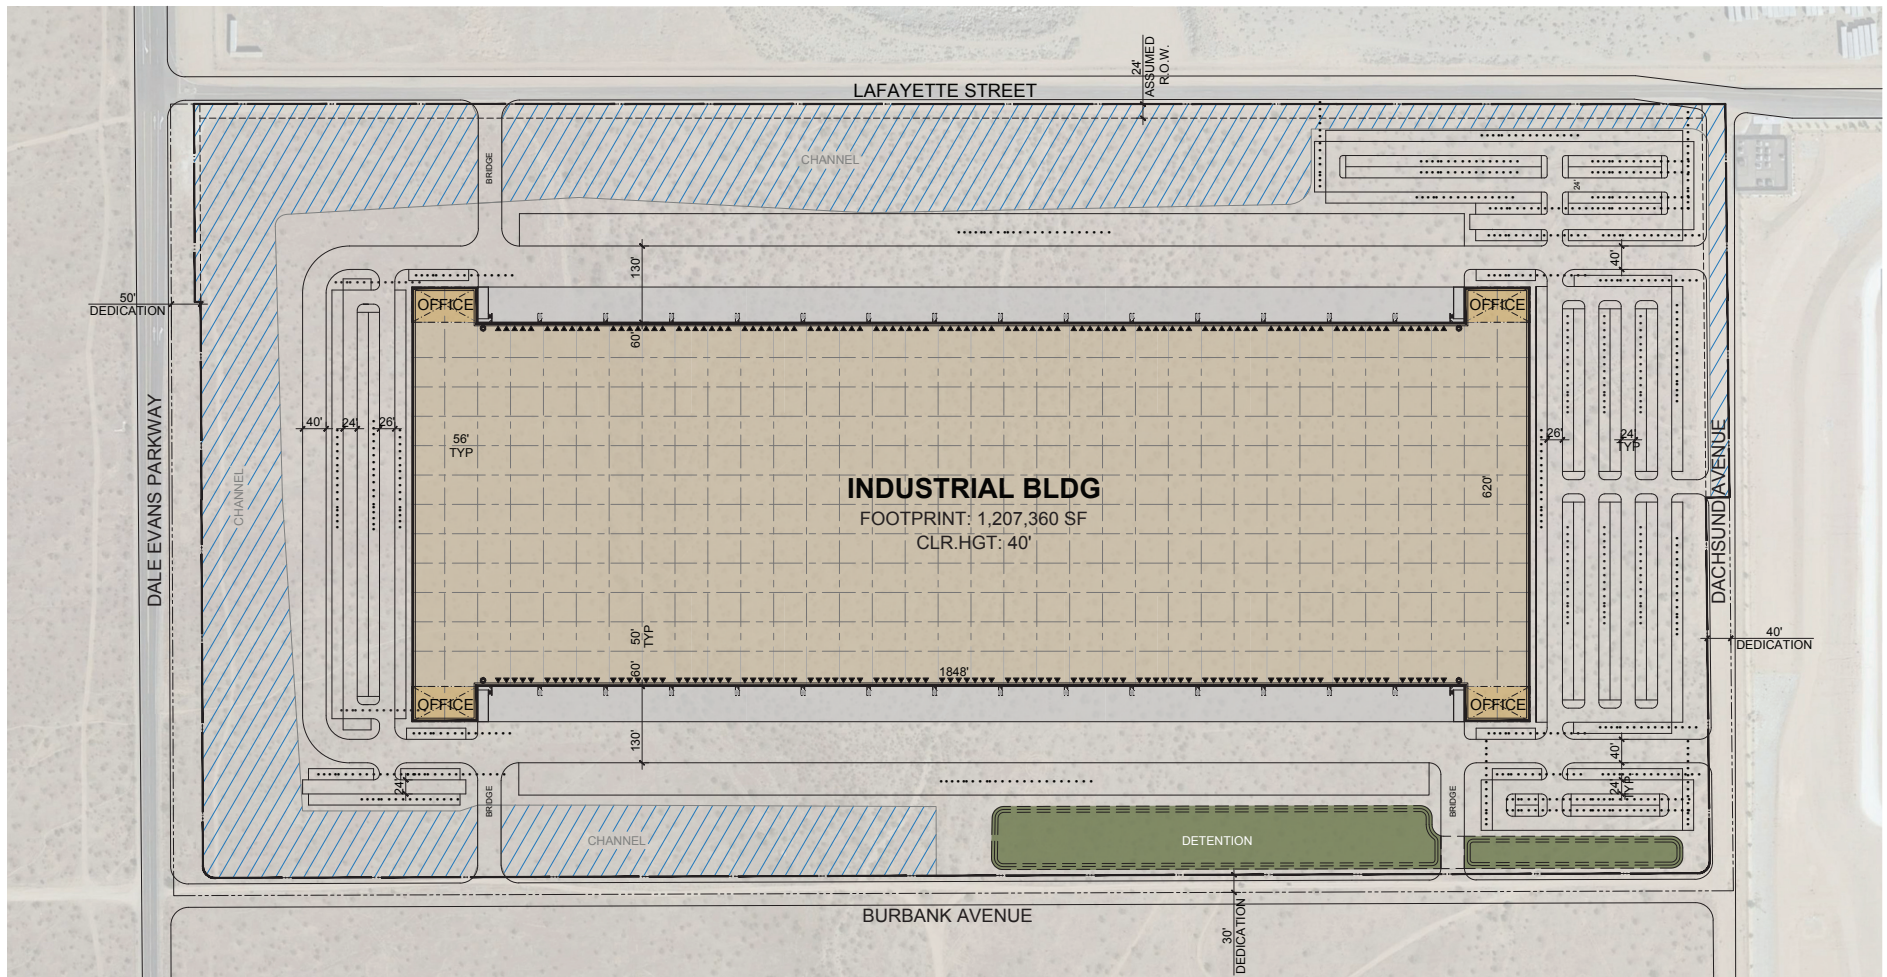 24'
ASSUMED
R.O.W.
LAFAYETTE STREET
BRIDGE
CHANNEL
24'
130'
40'
50'
DEDICATION
OFFICE
OFFICE
60'
40'
24'
26'
56'
TYP
26'
24'
TYP
DALE EVANS PARKWAY
CHANNEL
INDUSTRIAL BLDG
FOOTPRINT: 1,207,360 SF
CLR.HGT: 40'
620'
DACHSUND AVENUE
50'
TYP
60'
1848'
40'
DEDICATION
OFFICE
OFFICE
130'
40'
24'
24'
TYP
BRIDGE
BRIDGE
CHANNEL
DETENTION
BURBANK AVENUE
30'
DEDICATION